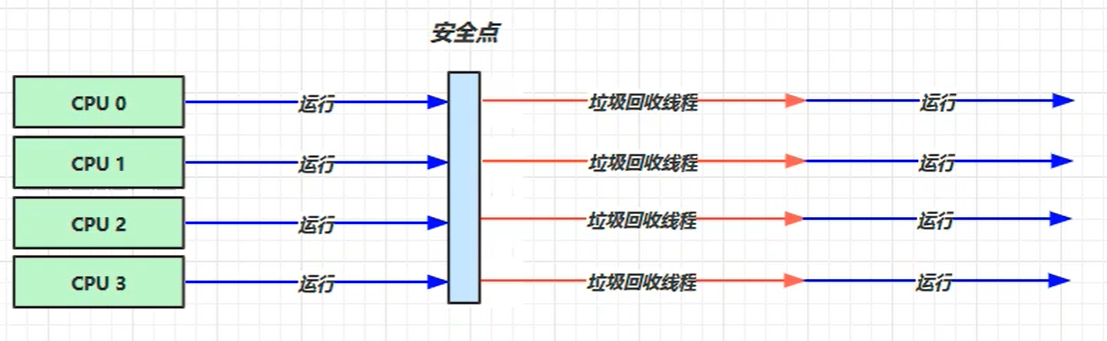 安全点
CPU 0 运行 垃圾回收线程 运行
CPU 1 运行 垃圾回收线程 运行
CPU 2 运行 垃圾回收线程 运行
CPU 3 运行 垃圾回收线程 运行